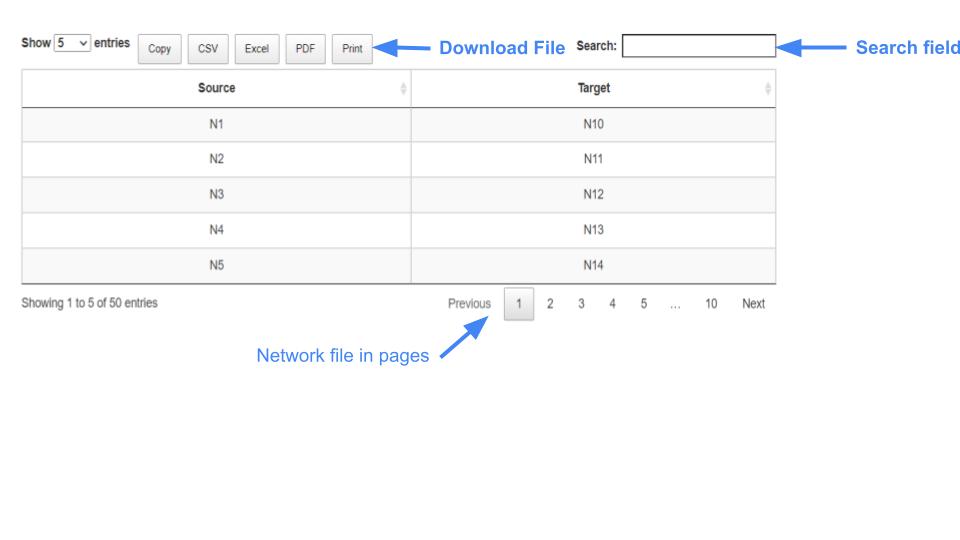 Show 5 entries Copy CSV Excel PDF Print Download File Search: Search field
Source Target
N1 N10
N2 N11
N3 N12
N4 N13
N5 N14
Showing 1 to 5 of 50 entries Previous 1 2 3 4 5 ... 10 Next
Network file in pages